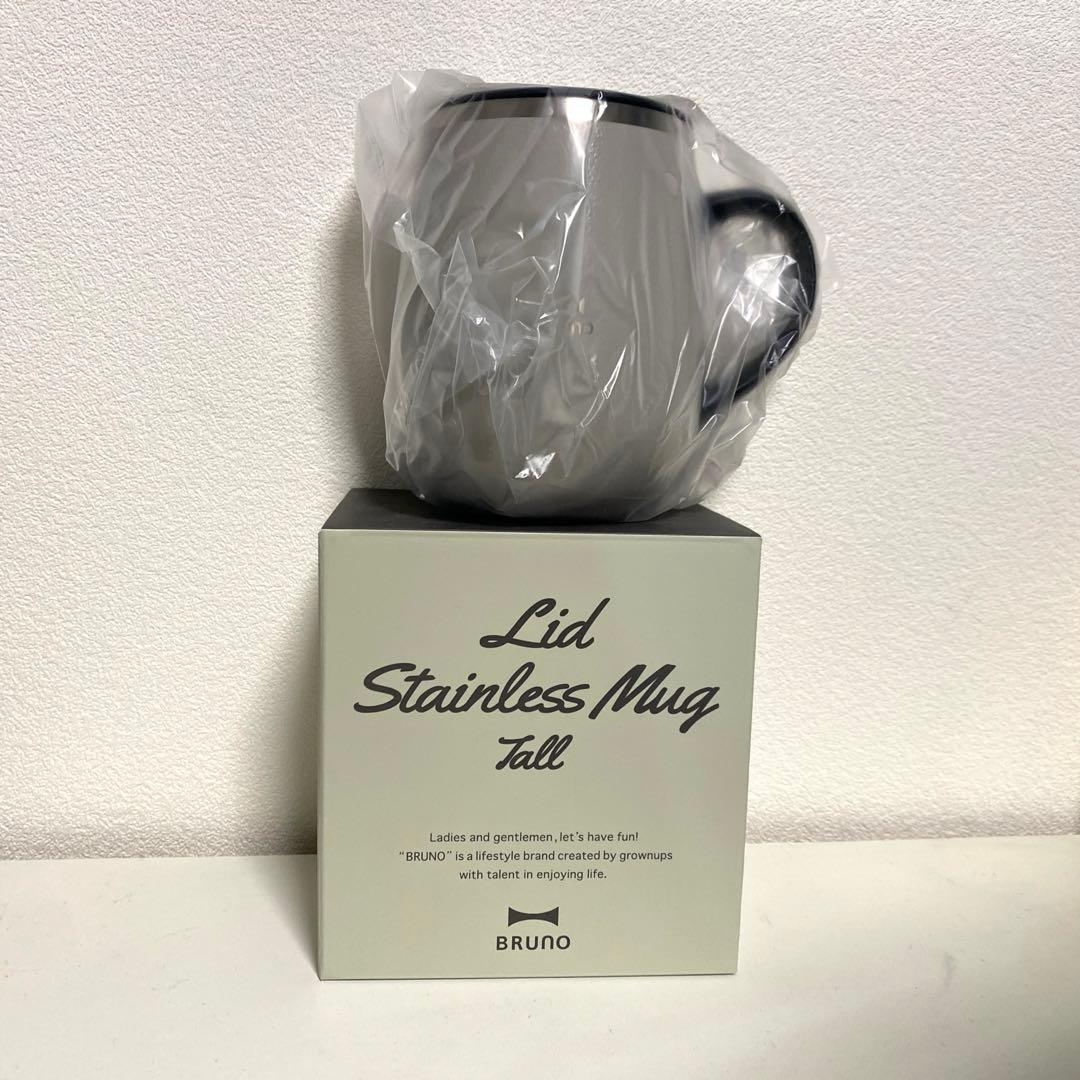 Lid
Stainless Mug
Tall
Ladies and gentlemen, let's have fun!
"BRUNO" is a lifestyle brand created by grownups
with talent in enjoying life.
BRUNO